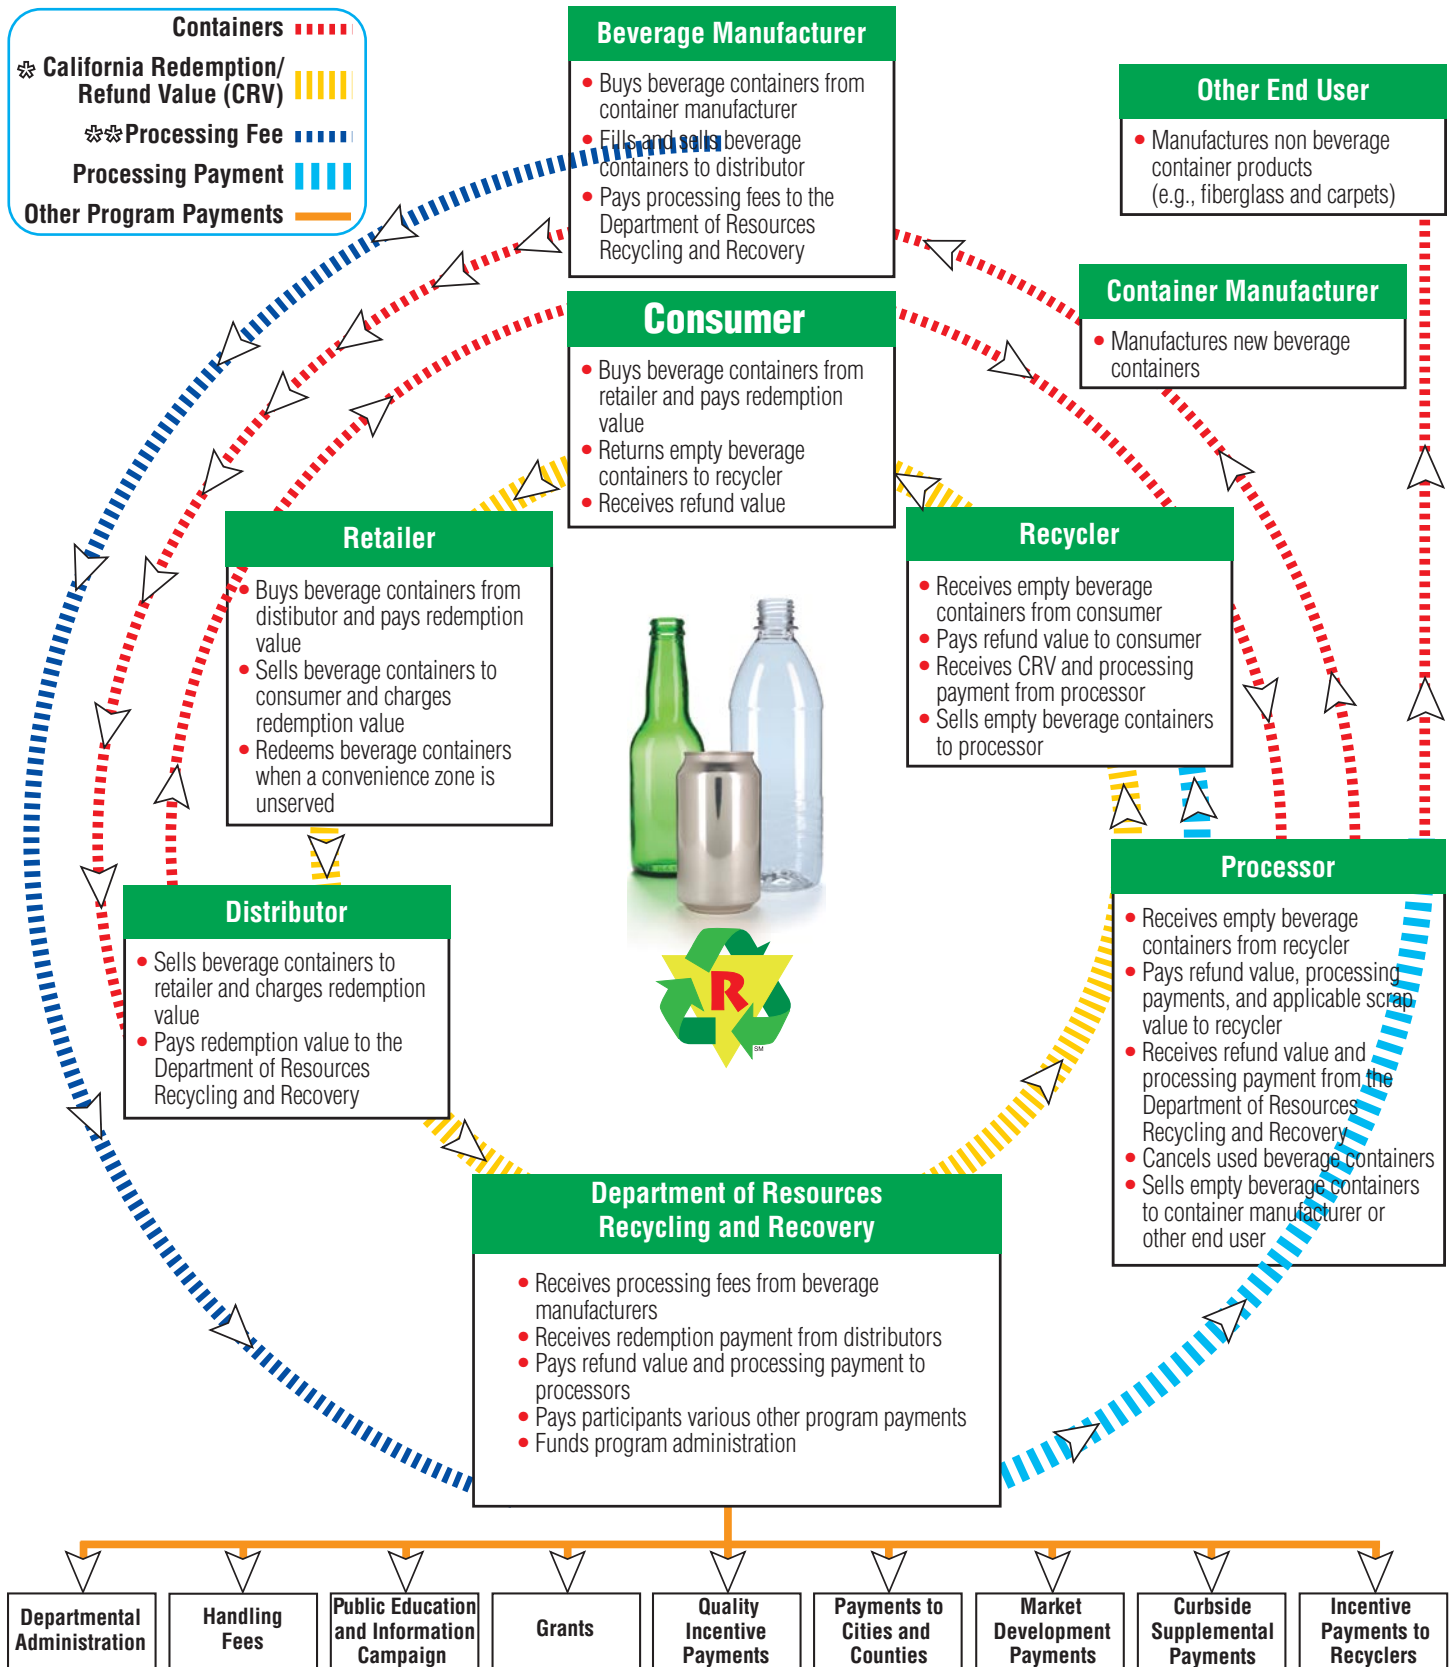 Containers
California Redemption/
Refund Value (CRV)
Processing Fee
Processing Payment
Other Program Payments
Beverage Manufacturer
• Buys beverage containers from
container manufacturer
• Fills and sells beverage
containers to distributor
• Pays processing fees to the
Department of Resources
Recycling and Recovery
Other End User
• Manufactures non beverage
container products
(e.g., fiberglass and carpets)
Container Manufacturer
• Manufactures new beverage
containers
Consumer
• Buys beverage containers from
retailer and pays redemption
value
• Returns empty beverage
containers to recycler
• Receives refund value
Retailer
• Buys beverage containers from
distibutor and pays redemption
value
• Sells beverage containers to
consumer and charges
redemption value
• Redeems beverage containers
when a convenience zone is
unserved
Recycler
• Receives empty beverage
containers from consumer
• Pays refund value to consumer
• Receives CRV and processing
payment from processor
• Sells empty beverage containers
to processor
Distributor
• Sells beverage containers to
retailer and charges redemption
value
• Pays redemption value to the
Department of Resources
Recycling and Recovery
R
SM
Processor
• Receives empty beverage
containers from recycler
• Pays refund value, processing
payments, and applicable scrap
value to recycler
• Receives refund value and
processing payment from the
Department of Resources
Recycling and Recovery
• Cancels used beverage containers
• Sells empty beverage containers
to container manufacturer or
other end user
Department of Resources
Recycling and Recovery
• Receives processing fees from beverage
manufacturers
• Receives redemption payment from distributors
• Pays refund value and processing payment to
processors
• Pays participants various other program payments
• Funds program administration
Departmental
Administration
Handling
Fees
Public Education
and Information
Campaign
Grants
Quality
Incentive
Payments
Payments to
Cities and
Counties
Market
Development
Payments
Curbside
Supplemental
Payments
Incentive
Payments to
Recyclers